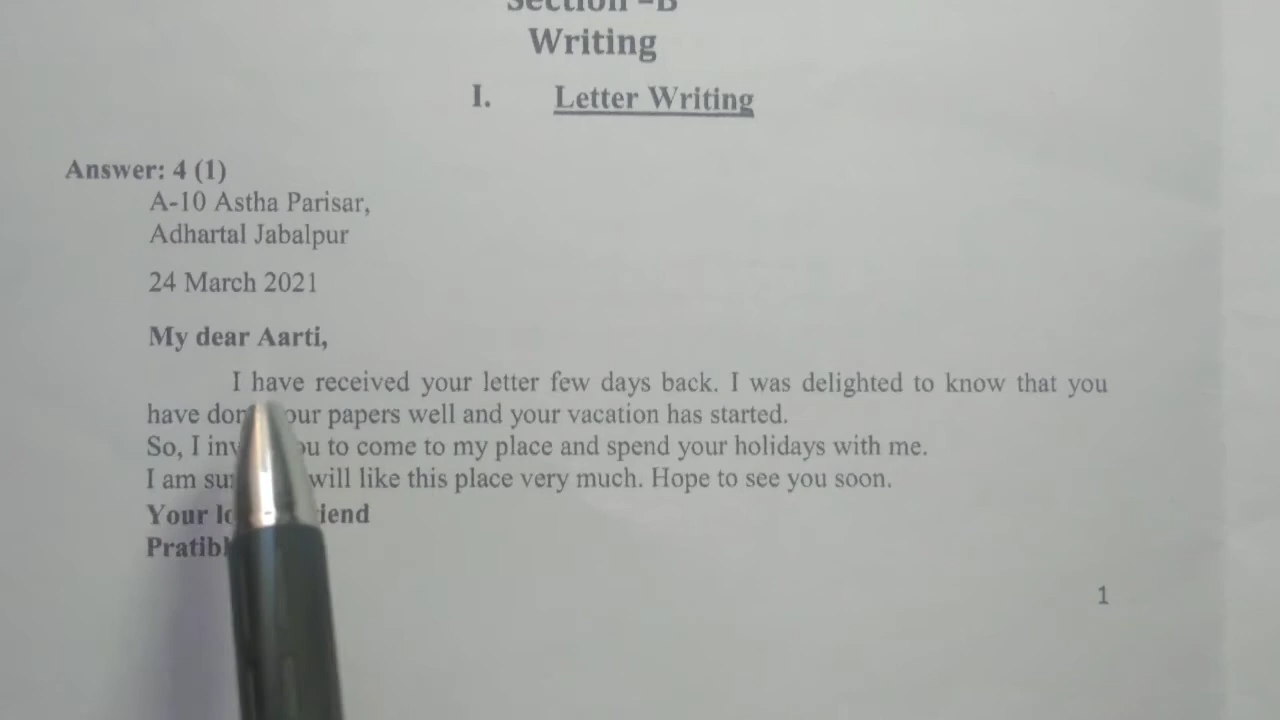 Section –B
Writing
I. Letter Writing
Answer: 4 (1)
A-10 Astha Parisar,
Adhartal Jabalpur
24 March 2021
My dear Aarti,
I have received your letter few days back. I was delighted to know that you
have papers well and your vacation has started.
So, I to come to my place and spend your holidays with me.
I am will like this place very much. Hope to see you soon.
Your
1